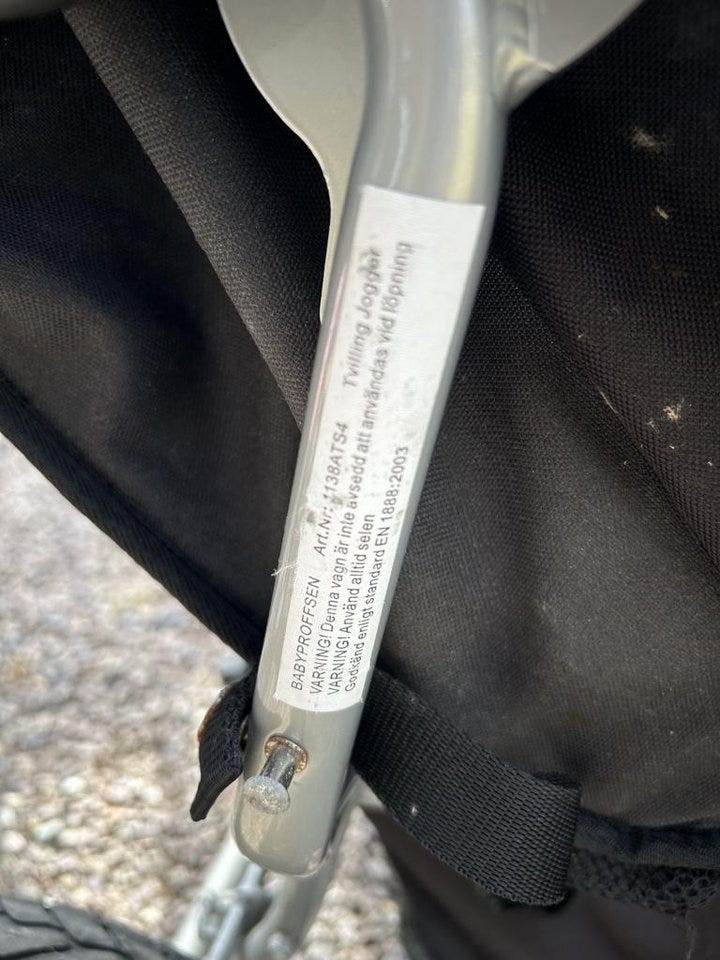 BABYPROFFSEN Art.Nr: 1138ATS4 Tvilling Jogger
VARNING! Denna vagn är inte avsedd att användas vid löpning
VARNING! Använd alltid selen
Godkänd enligt standard EN 1888:2003